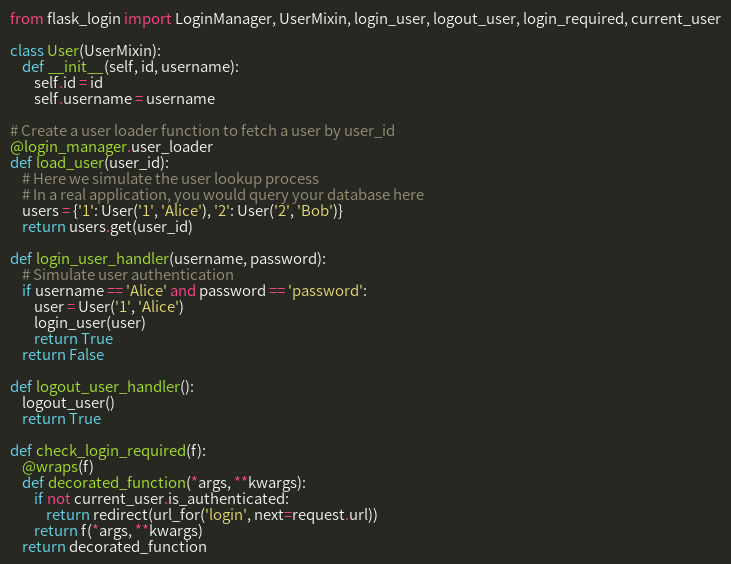 from flask_login import LoginManager, UserMixin, login_user, logout_user, login_required, current_user

class User(UserMixin):
    def __init__(self, id, username):
        self.id = id
        self.username = username

# Create a user loader function to fetch a user by user_id
@login_manager.user_loader
def load_user(user_id):
    # Here we simulate the user lookup process
    # In a real application, you would query your database here
    users = {'1': User('1', 'Alice'), '2': User('2', 'Bob')}
    return users.get(user_id)

def login_user_handler(username, password):
    # Simulate user authentication
    if username == 'Alice' and password == 'password':
        user = User('1', 'Alice')
        login_user(user)
        return True
    return False

def logout_user_handler():
    logout_user()
    return True

def check_login_required(f):
    @wraps(f)
    def decorated_function(*args, **kwargs):
        if not current_user.is_authenticated:
            return redirect(url_for('login', next=request.url))
        return f(*args, **kwargs)
    return decorated_function